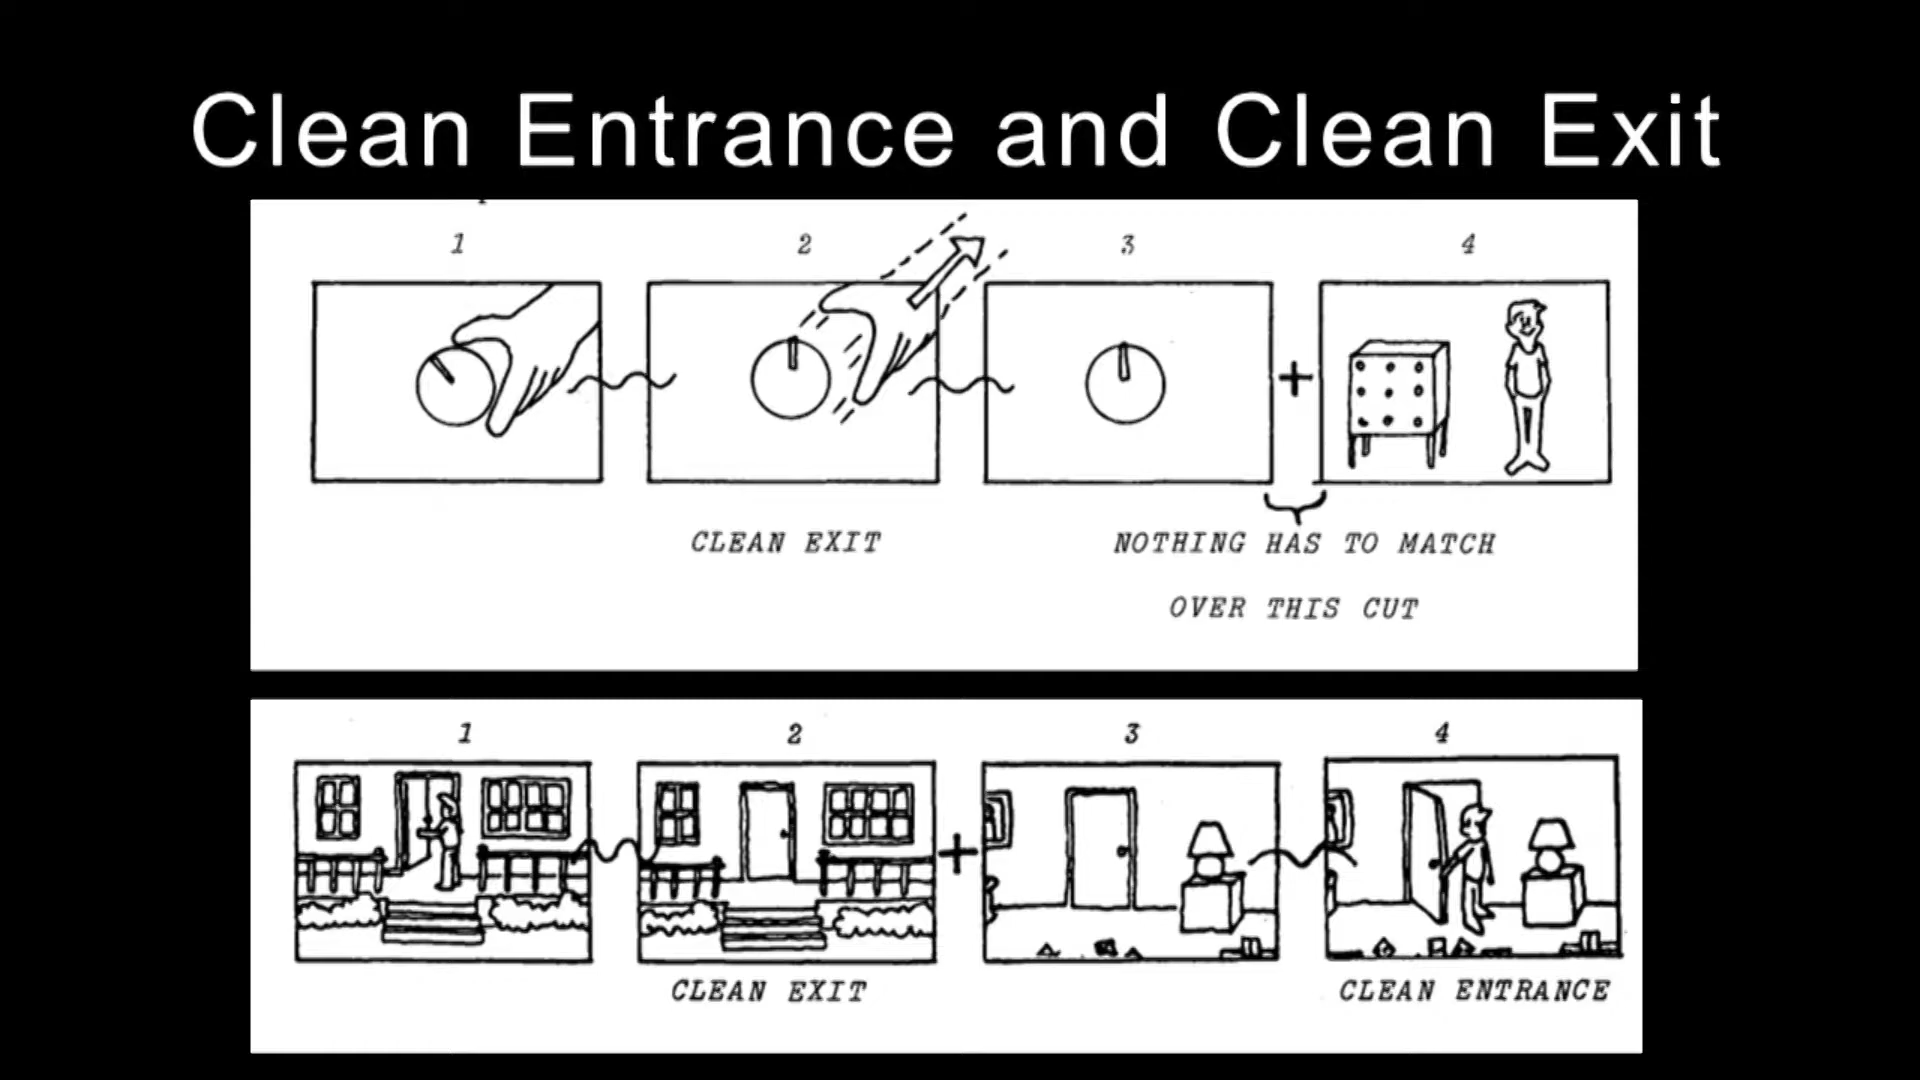 Clean Entrance and Clean Exit
1 2 3 4
CLEAN EXIT
NOTHING HAS TO MATCH
OVER THIS CUT
1 2 3 4
CLEAN EXIT
CLEAN ENTRANCE